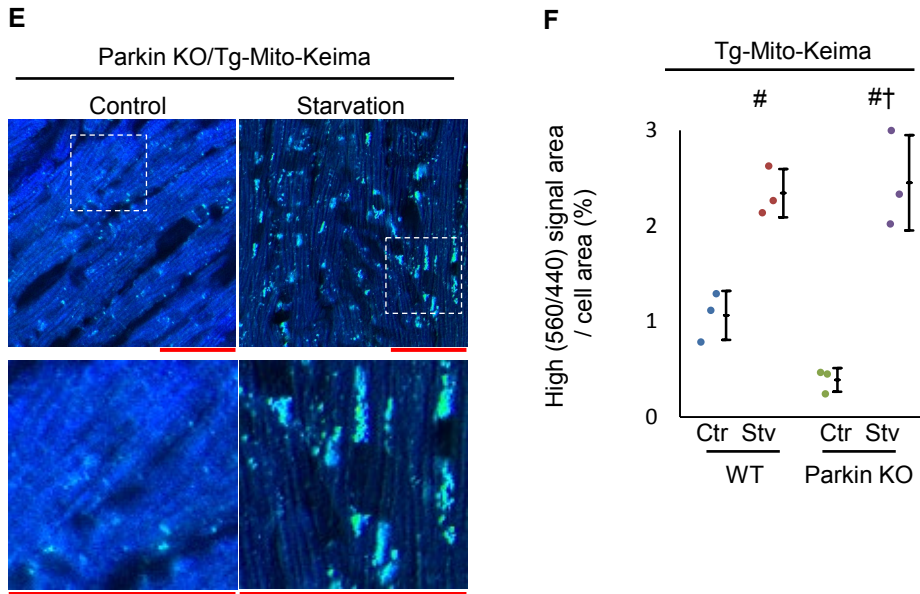 E
Parkin KO/Tg-Mito-Keima
Control
Starvation
F
Tg-Mito-Keima
#
#†
High (560/440) signal area
/ cell area (%)
3
2
1
0
Ctr Stv
Ctr Stv
WT
Parkin KO